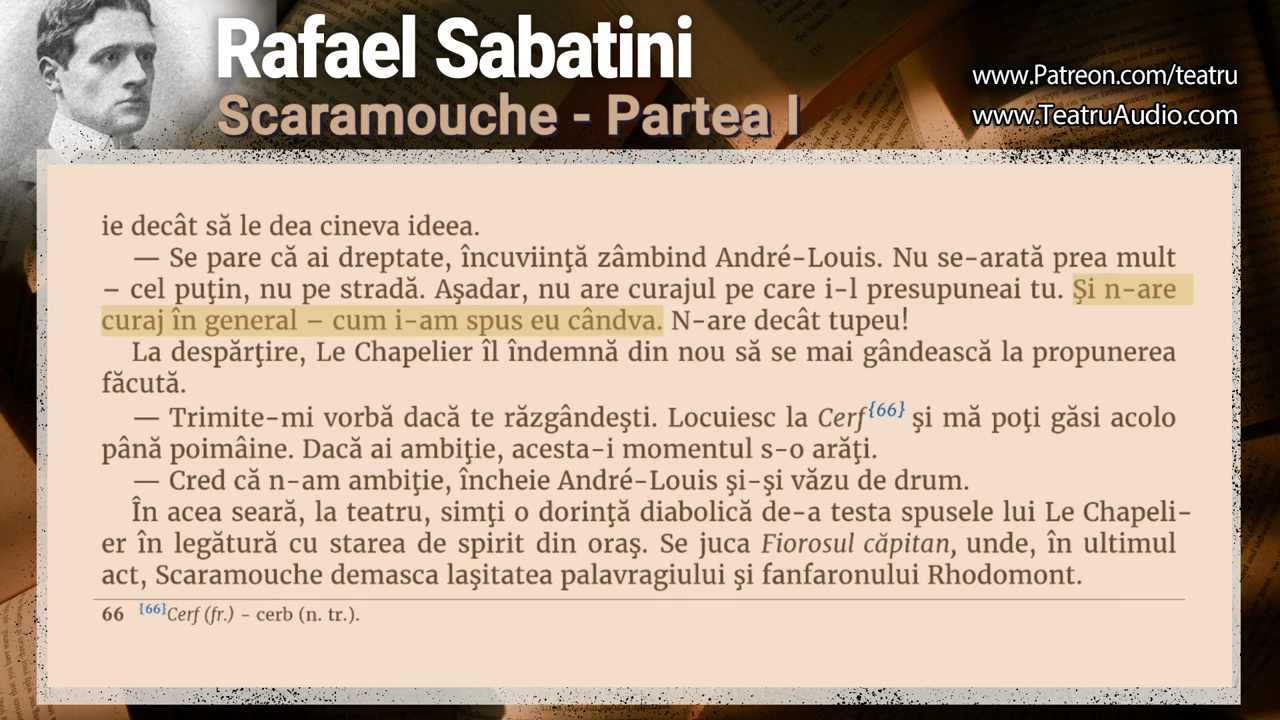 Rafael Sabatini
Scaramouche - Partea I
www.Patreon.com/teatru
www.TeatruAudio.com
ie decât să le dea cineva ideea.
— Se pare că ai dreptate, încuviinţă zâmbind André-Louis. Nu se-arată prea mult
– cel puţin, nu pe stradă. Aşadar, nu are curajul pe care i-l presupuneai tu. Şi n-are
curaj în general – cum i-am spus eu cândva. N-are decât tupeu!
La despărţire, Le Chapelier îl îndemnă din nou să se mai gândească la propunerea
făcută.
— Trimite-mi vorbă dacă te răzgândeşti. Locuiesc la Cerf{66} şi mă poţi găsi acolo
până poimâine. Dacă ai ambiţie, acesta-i momentul s-o arăţi.
— Cred că n-am ambiţie, încheie André-Louis şi-şi văzu de drum.
În acea seară, la teatru, simţi o dorinţă diabolică de-a testa spusele lui Le Chapeli-
er în legătură cu starea de spirit din oraş. Se juca Fiorosul căpitan, unde, în ultimul
act, Scaramouche demasca laşitatea palavragiului şi fanfaronului Rhodomont.
66 {66}Cerf (fr.) - cerb (n. tr.).